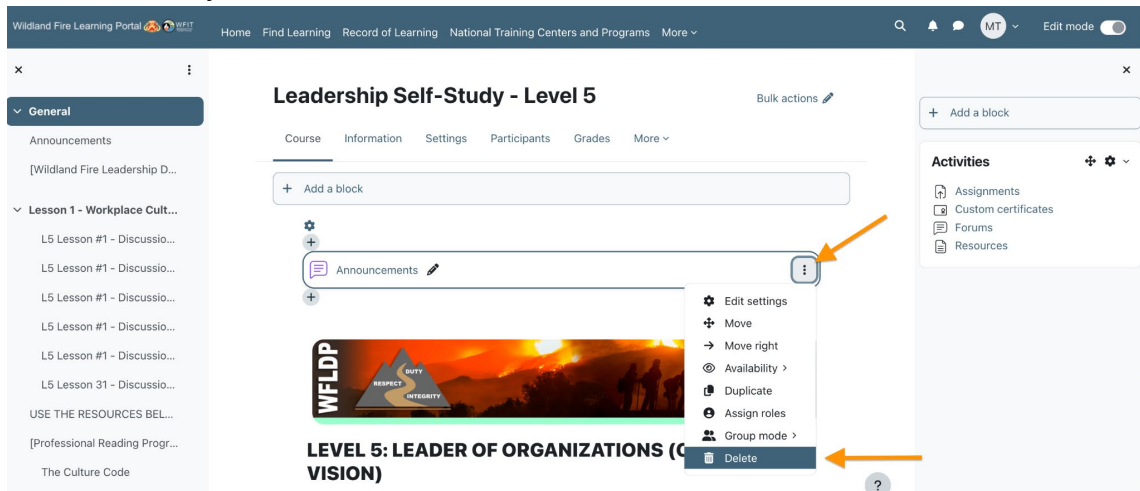 Wildland Fire Learning Portal WFIT
Home Find Learning Record of Learning National Training Centers and Programs More
MT
Edit mode
General
Announcements
[Wildland Fire Leadership D...
Lesson 1 - Workplace Cult...
L5 Lesson #1 - Discussio...
L5 Lesson #1 - Discussio...
L5 Lesson #1 - Discussio...
L5 Lesson #1 - Discussio...
L5 Lesson #1 - Discussio...
L5 Lesson 31 - Discussio...
USE THE RESOURCES BEL...
[Professional Reading Progr...
The Culture Code
Leadership Self-Study - Level 5
Bulk actions
Course Information Settings Participants Grades More
+ Add a block
Announcements
Edit settings
Move
Move right
Availability >
Duplicate
Assign roles
Group mode >
Delete
WFLDP
DUTY
RESPECT
INTEGRITY
LEVEL 5: LEADER OF ORGANIZATIONS (
VISION)
?
+ Add a block
Activities
Assignments
Custom certificates
Forums
Resources